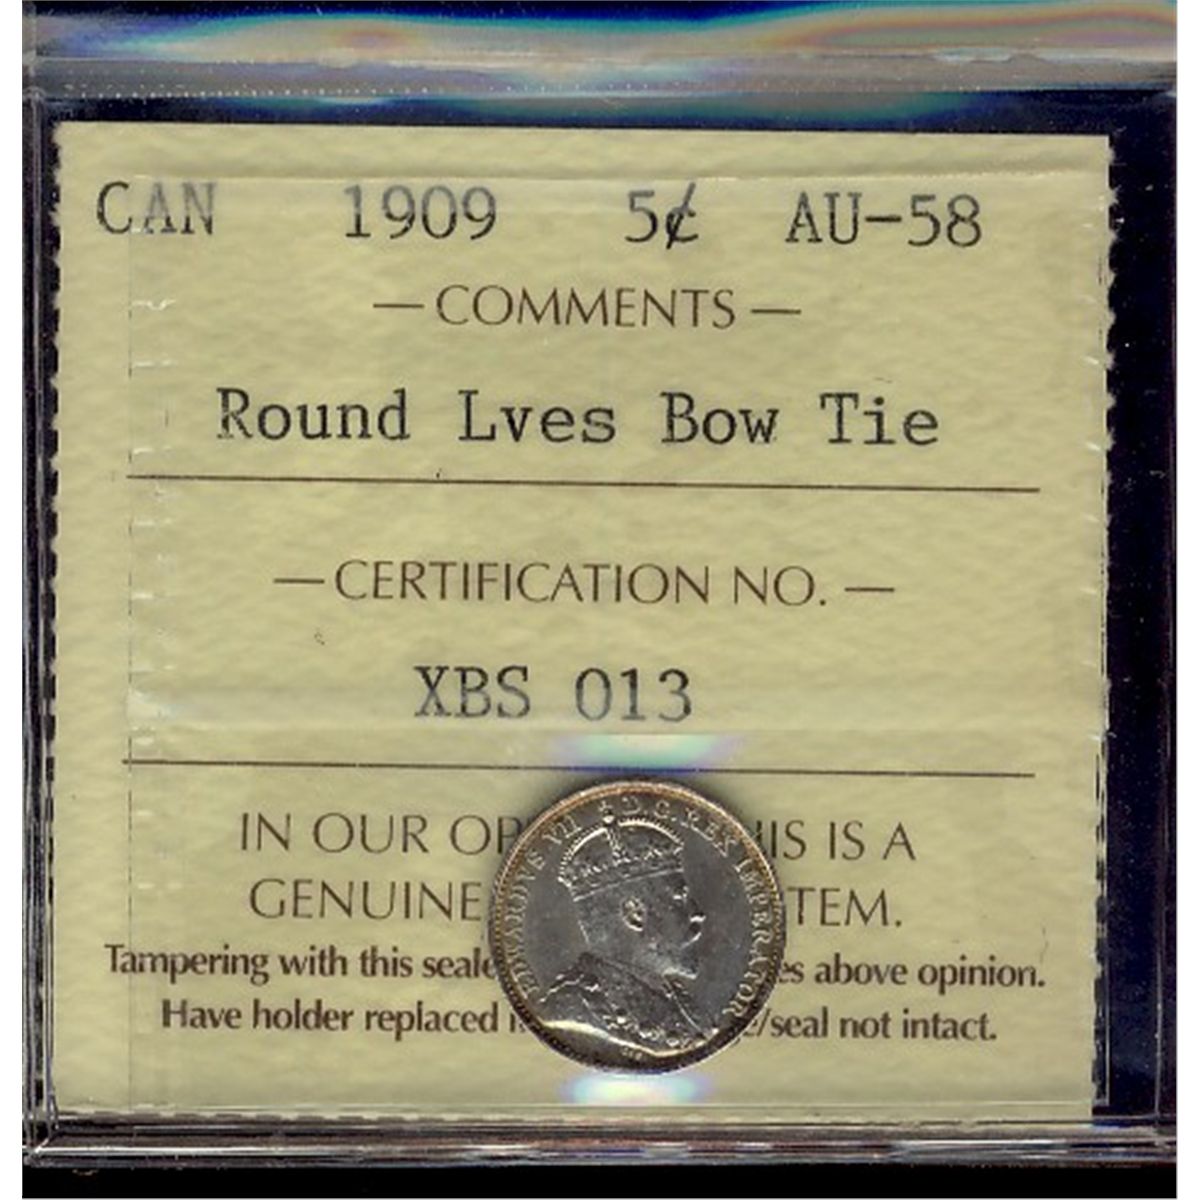 CAN 1909 5¢ AU-58
— COMMENTS —
Round Lves Bow Tie
— CERTIFICATION NO. —
XBS 013
IN OUR OP HIS IS A
GENUINE TEM.
Tampering with this seale es above opinion.
Have holder replaced e/seal not intact.
EDWARDVS VII D.G. REX IMPERATOR